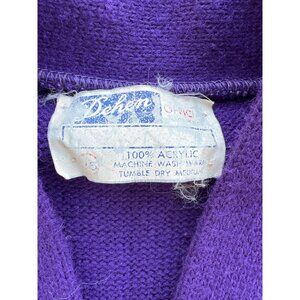 Dehen
100% ACRYLIC
MACHINE WASH WARM
TUMBLE DRY MEDIUM